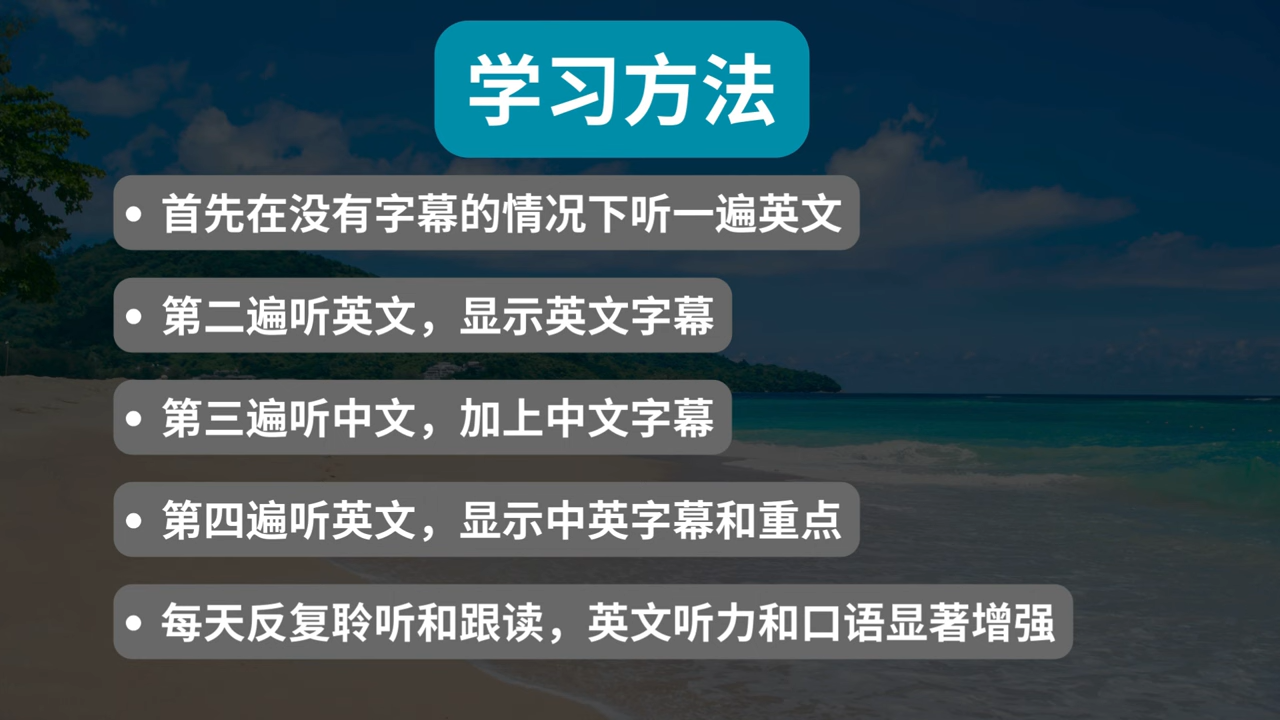 学习方法
• 首先在没有字幕的情况下听一遍英文
• 第二遍听英文，显示英文字幕
• 第三遍听中文，加上中文字幕
• 第四遍听英文，显示中英字幕和重点
• 每天反复聆听和跟读，英文听力和口语显著增强